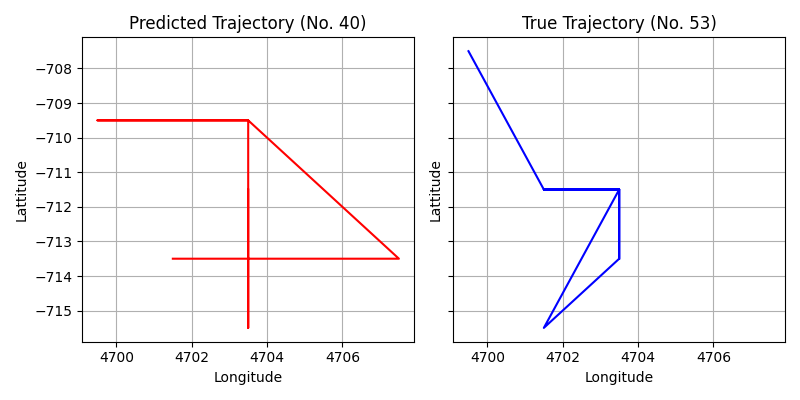 Predicted Trajectory (No. 40)
True Trajectory (No. 53)
−708
−709
−710
−711
−712
−713
−714
−715
Lattitude
Lattitude
4700 4702 4704 4706
4700 4702 4704 4706
Longitude
Longitude